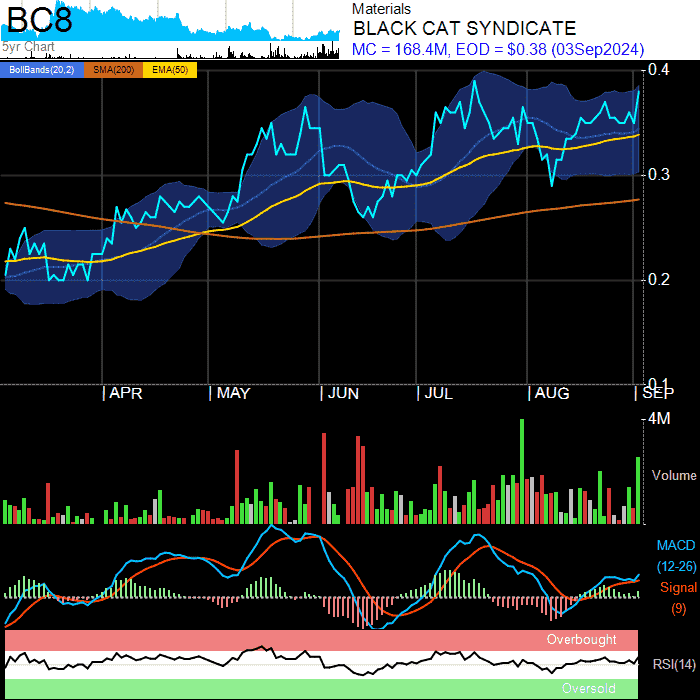 BC8
5yr Chart
Materials
BLACK CAT SYNDICATE
MC = 168.4M, EOD = $0.38 (03Sep2024)
BollBands(20,2) SMA(200) EMA(50)
0.4
0.3
0.2
0.1
| APR | MAY | JUN | JUL | AUG | SEP
4M
Volume
MACD
(12-26)
Signal
(9)
Overbought
RSI(14)
Oversold